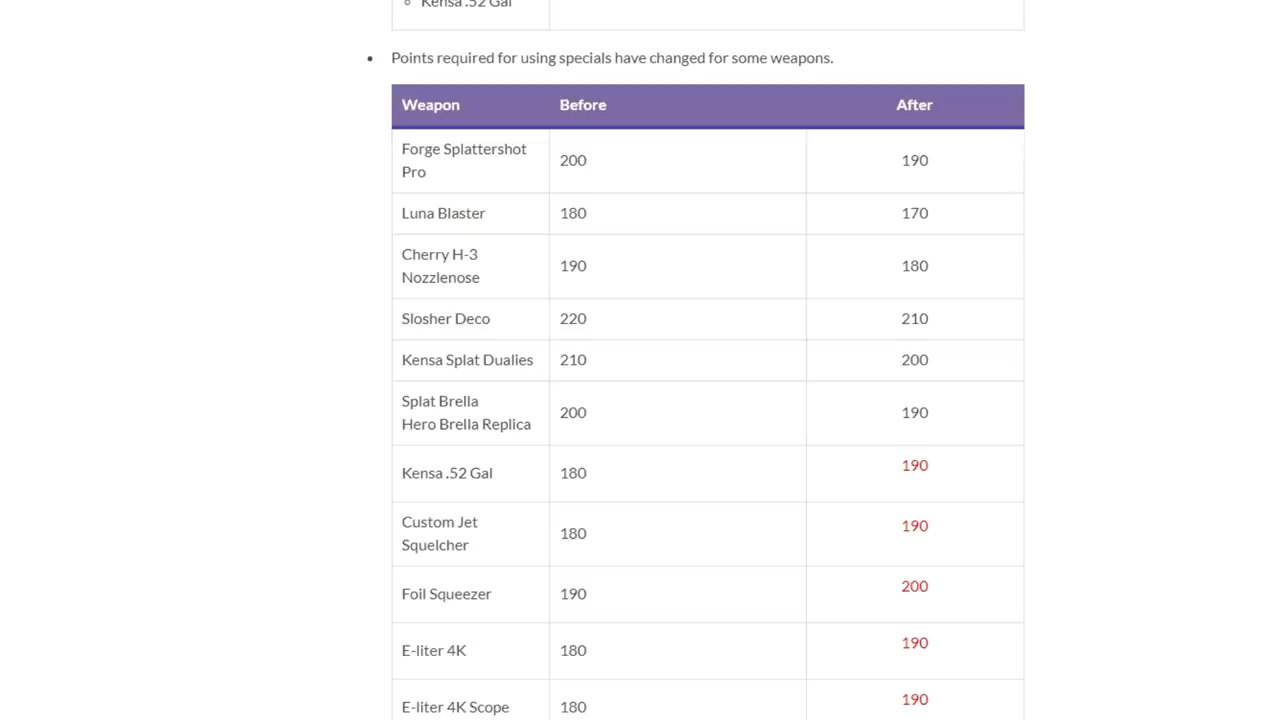 Kensa .52 Gal
Points required for using specials have changed for some weapons.
Weapon Before After
Forge Splattershot
Pro
200 190
Luna Blaster 180 170
Cherry H-3
Nozzlenose
190 180
Slosher Deco 220 210
Kensa Splat Dualies 210 200
Splat Brella
Hero Brella Replica
200 190
Kensa .52 Gal 180 190
Custom Jet
Squelcher
180 190
Foil Squeezer 190 200
E-liter 4K 180 190
E-liter 4K Scope 180 190